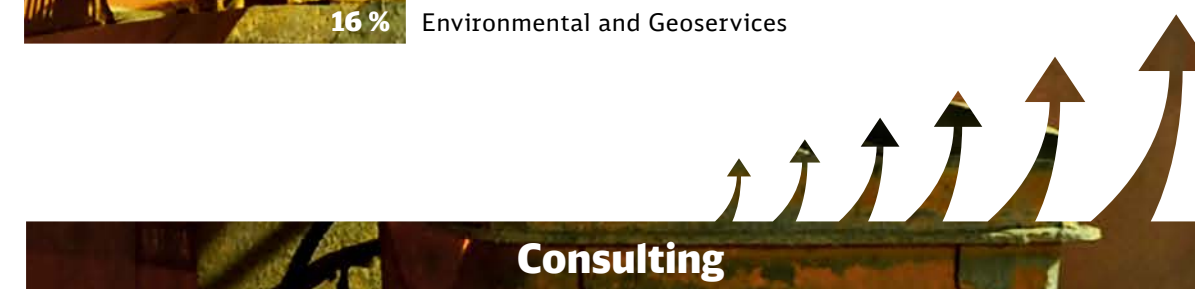 16 % Environmental and Geoservices
Consulting